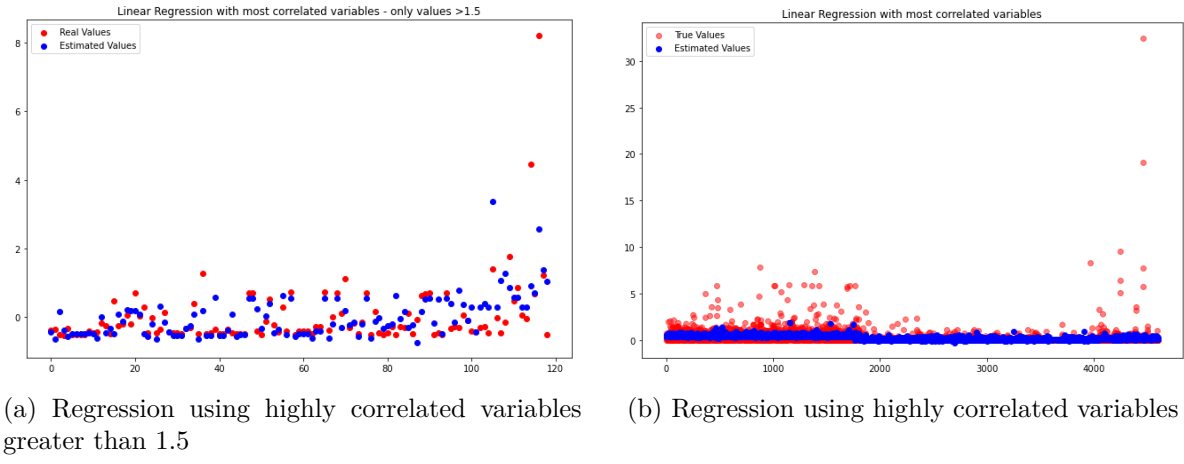 Linear Regression with most correlated variables - only values >1.5
Real Values
Estimated Values
8
6
4
2
0
0
20
40
60
80
100
120
(a) Regression using highly correlated variables
greater than 1.5
Linear Regression with most correlated variables
True Values
Estimated Values
30
25
20
15
10
5
0
0
1000
2000
3000
4000
(b) Regression using highly correlated variables